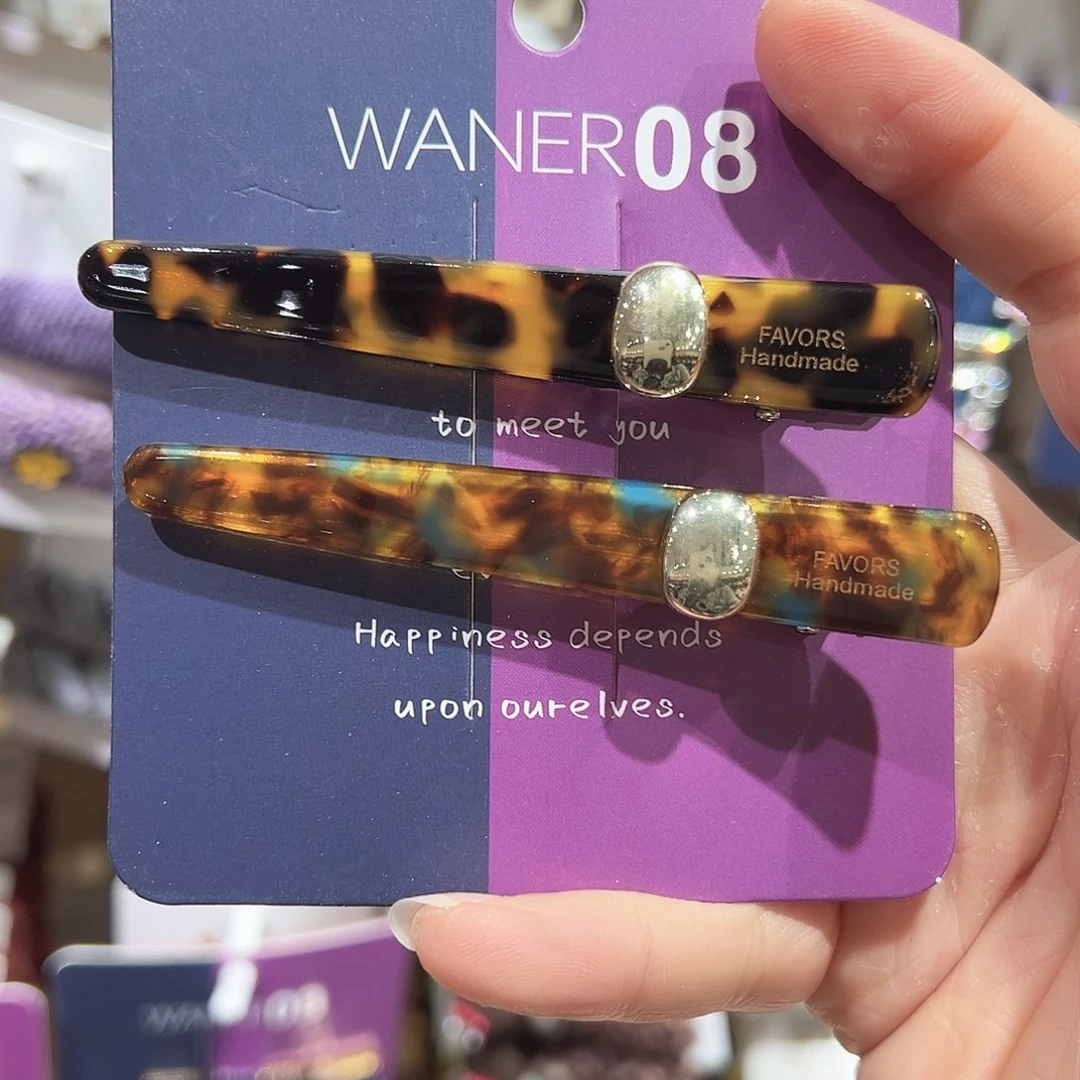 WANER08
FAVORS
Handmade
to meet you
FAVORS
Handmade
Happiness depends
upon ourelves.